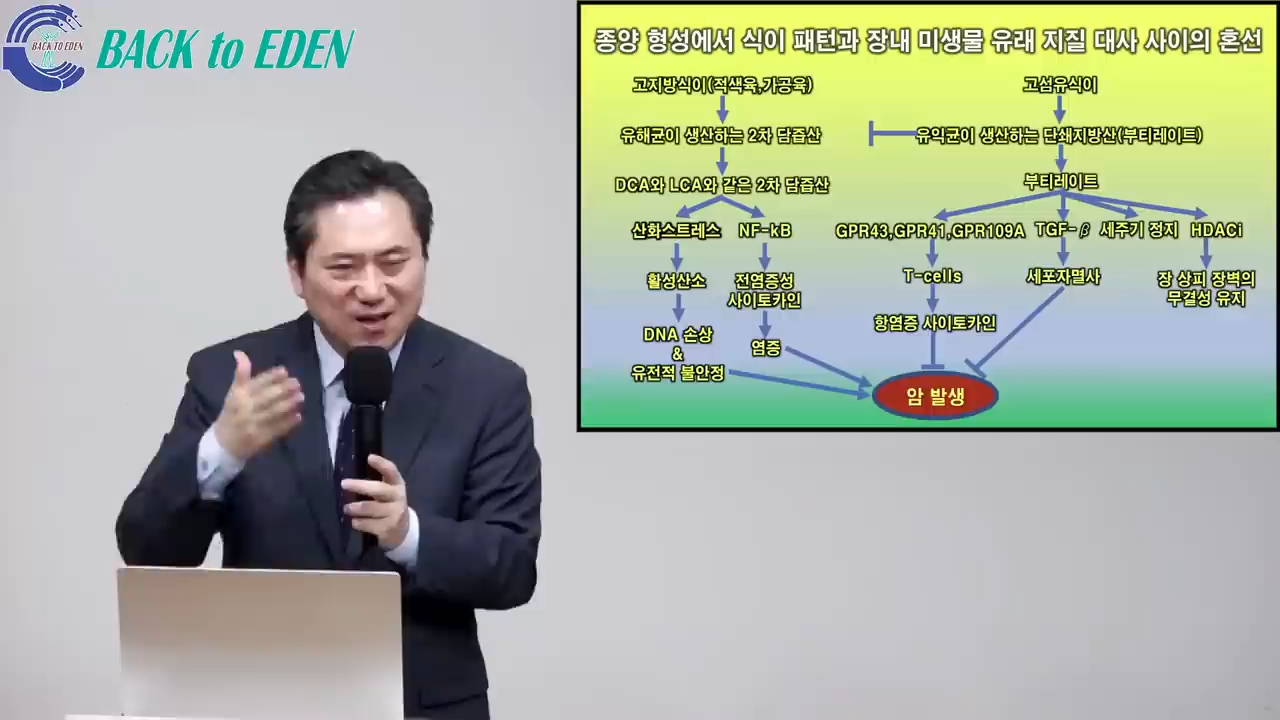 BACK TO EDEN
BACK to EDEN
종양 형성에서 식이 패턴과 장내 미생물 유래 지질 대사 사이의 혼선
고지방식이(적색육,가공육)
유해균이 생산하는 2차 담즙산
DCA와 LCA와 같은 2차 담즙산
산화스트레스
NF-kB
활성산소
전염증성
사이토카인
DNA 손상
&
유전적 불안정
염증
고섬유식이
유익균이 생산하는 단쇄지방산(부티레이트)
부티레이트
GPR43,GPR41,GPR109A
TGF-β
세주기 정지
HDACi
T-cells
세포자멸사
장 상피 장벽의
무결성 유지
항염증 사이토카인
암 발생